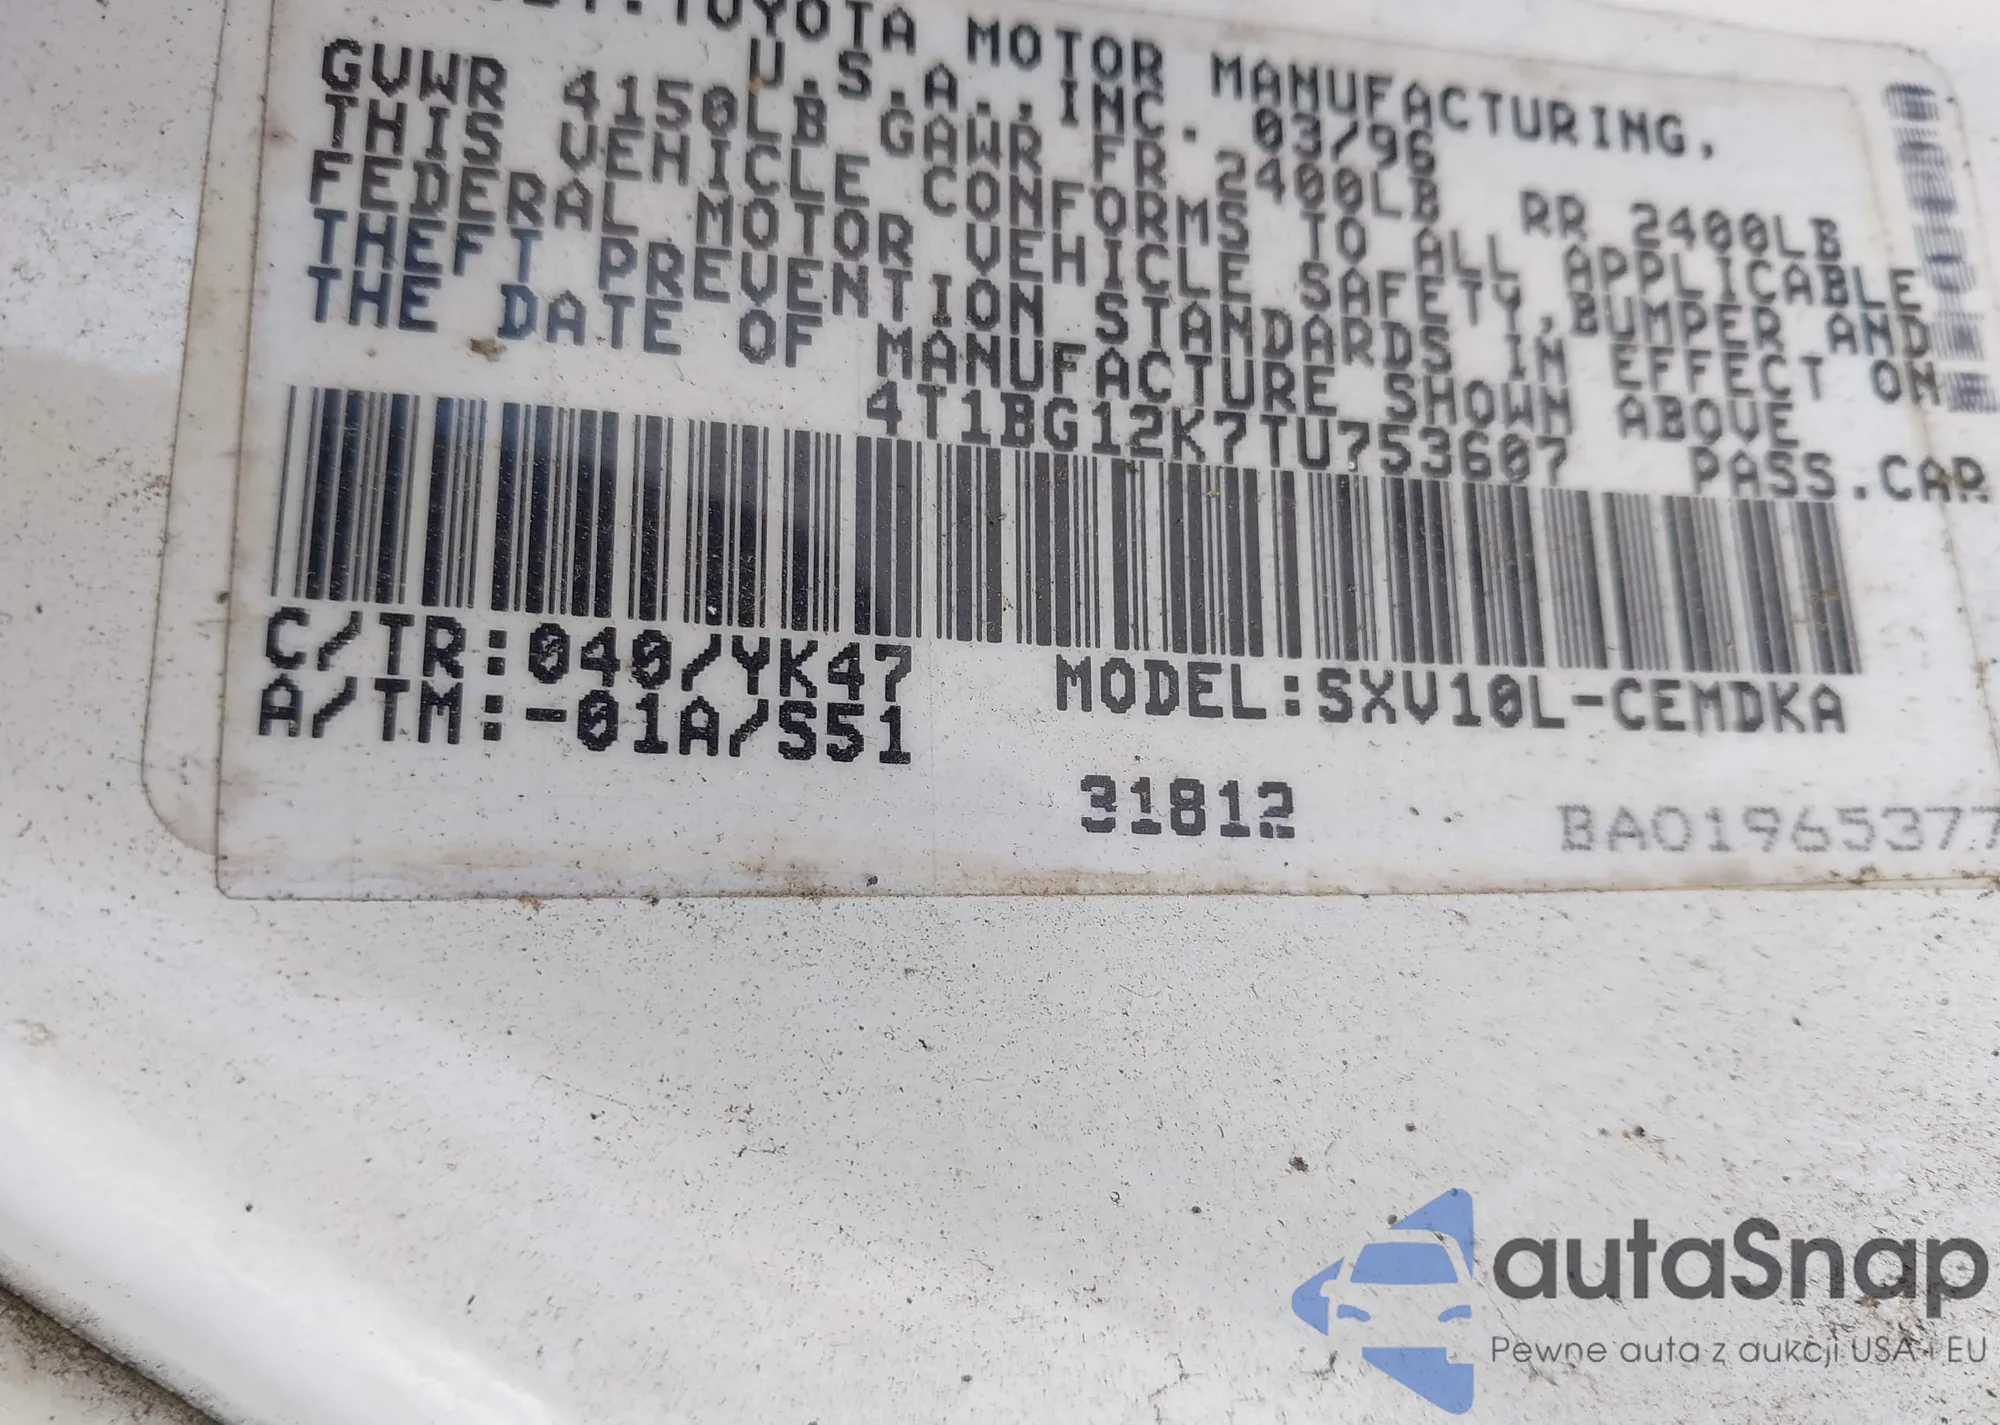 TOYOTA MOTOR MANUFACTURING,
U.S.A.,INC. 03/96
GVWR 4150LB GAWR FR 2400LB RR 2400LB
THIS VEHICLE CONFORMS TO ALL APPLICABLE
FEDERAL MOTOR VEHICLE SAFETY,BUMPER AND
THEFT PREVENTION STANDARDS IN EFFECT ON
THE DATE OF MANUFACTURE SHOWN ABOVE
4T1BG12K7TU753607 PASS.CAR
C/TR:040/YK47 MODEL:SXV10L-CEMDKA
A/TM:-01A/S51
31812
BA01965377
autaSnap
Pewne auta z aukcji USA i EU